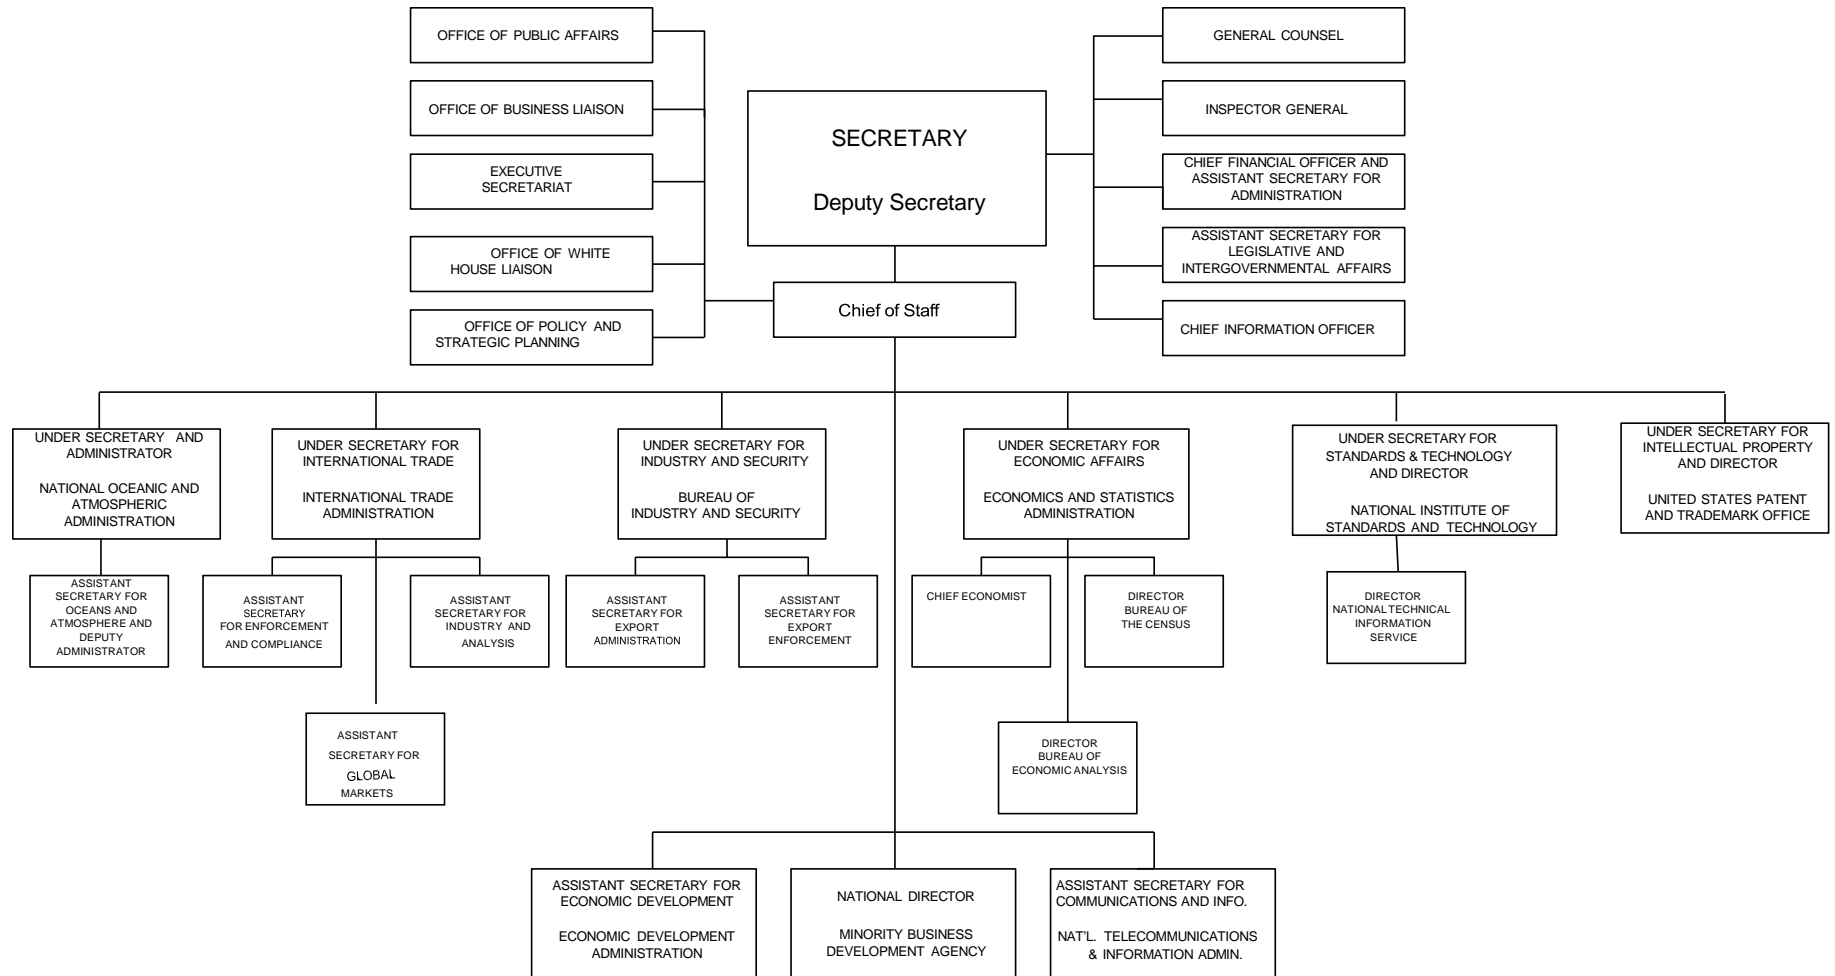 OFFICE OF PUBLIC AFFAIRS
OFFICE OF BUSINESS LIAISON
EXECUTIVE
SECRETARIAT
OFFICE OF WHITE
HOUSE LIAISON
OFFICE OF POLICY AND
STRATEGIC PLANNING
SECRETARY
Deputy Secretary
Chief of Staff
GENERAL COUNSEL
INSPECTOR GENERAL
CHIEF FINANCIAL OFFICER AND
ASSISTANT SECRETARY FOR
ADMINISTRATION
ASSISTANT SECRETARY FOR
LEGISLATIVE AND
INTERGOVERNMENTAL AFFAIRS
CHIEF INFORMATION OFFICER
UNDER SECRETARY AND
ADMINISTRATOR
NATIONAL OCEANIC AND
ATMOSPHERIC
ADMINISTRATION
UNDER SECRETARY FOR
INTERNATIONAL TRADE
INTERNATIONAL TRADE
ADMINISTRATION
UNDER SECRETARY FOR
INDUSTRY AND SECURITY
BUREAU OF
INDUSTRY AND SECURITY
UNDER SECRETARY FOR
ECONOMIC AFFAIRS
ECONOMICS AND STATISTICS
ADMINISTRATION
UNDER SECRETARY FOR
STANDARDS & TECHNOLOGY
AND DIRECTOR
NATIONAL INSTITUTE OF
STANDARDS AND TECHNOLOGY
UNDER SECRETARY FOR
INTELLECTUAL PROPERTY
AND DIRECTOR
UNITED STATES PATENT
AND TRADEMARK OFFICE
ASSISTANT
SECRETARY FOR
OCEANS AND
ATMOSPHERE AND
DEPUTY
ADMINISTRATOR
ASSISTANT
SECRETARY
FOR ENFORCEMENT
AND COMPLIANCE
ASSISTANT
SECRETARY FOR
INDUSTRY AND
ANALYSIS
ASSISTANT
SECRETARY FOR
EXPORT
ADMINISTRATION
ASSISTANT
SECRETARY FOR
EXPORT
ENFORCEMENT
CHIEF ECONOMIST
DIRECTOR
BUREAU OF
THE CENSUS
DIRECTOR
NATIONAL TECHNICAL
INFORMATION
SERVICE
ASSISTANT
SECRETARY FOR
GLOBAL
MARKETS
DIRECTOR
BUREAU OF
ECONOMIC ANALYSIS
ASSISTANT SECRETARY FOR
ECONOMIC DEVELOPMENT
ECONOMIC DEVELOPMENT
ADMINISTRATION
NATIONAL DIRECTOR
MINORITY BUSINESS
DEVELOPMENT AGENCY
ASSISTANT SECRETARY FOR
COMMUNICATIONS AND INFO.
NAT'L. TELECOMMUNICATIONS
& INFORMATION ADMIN.